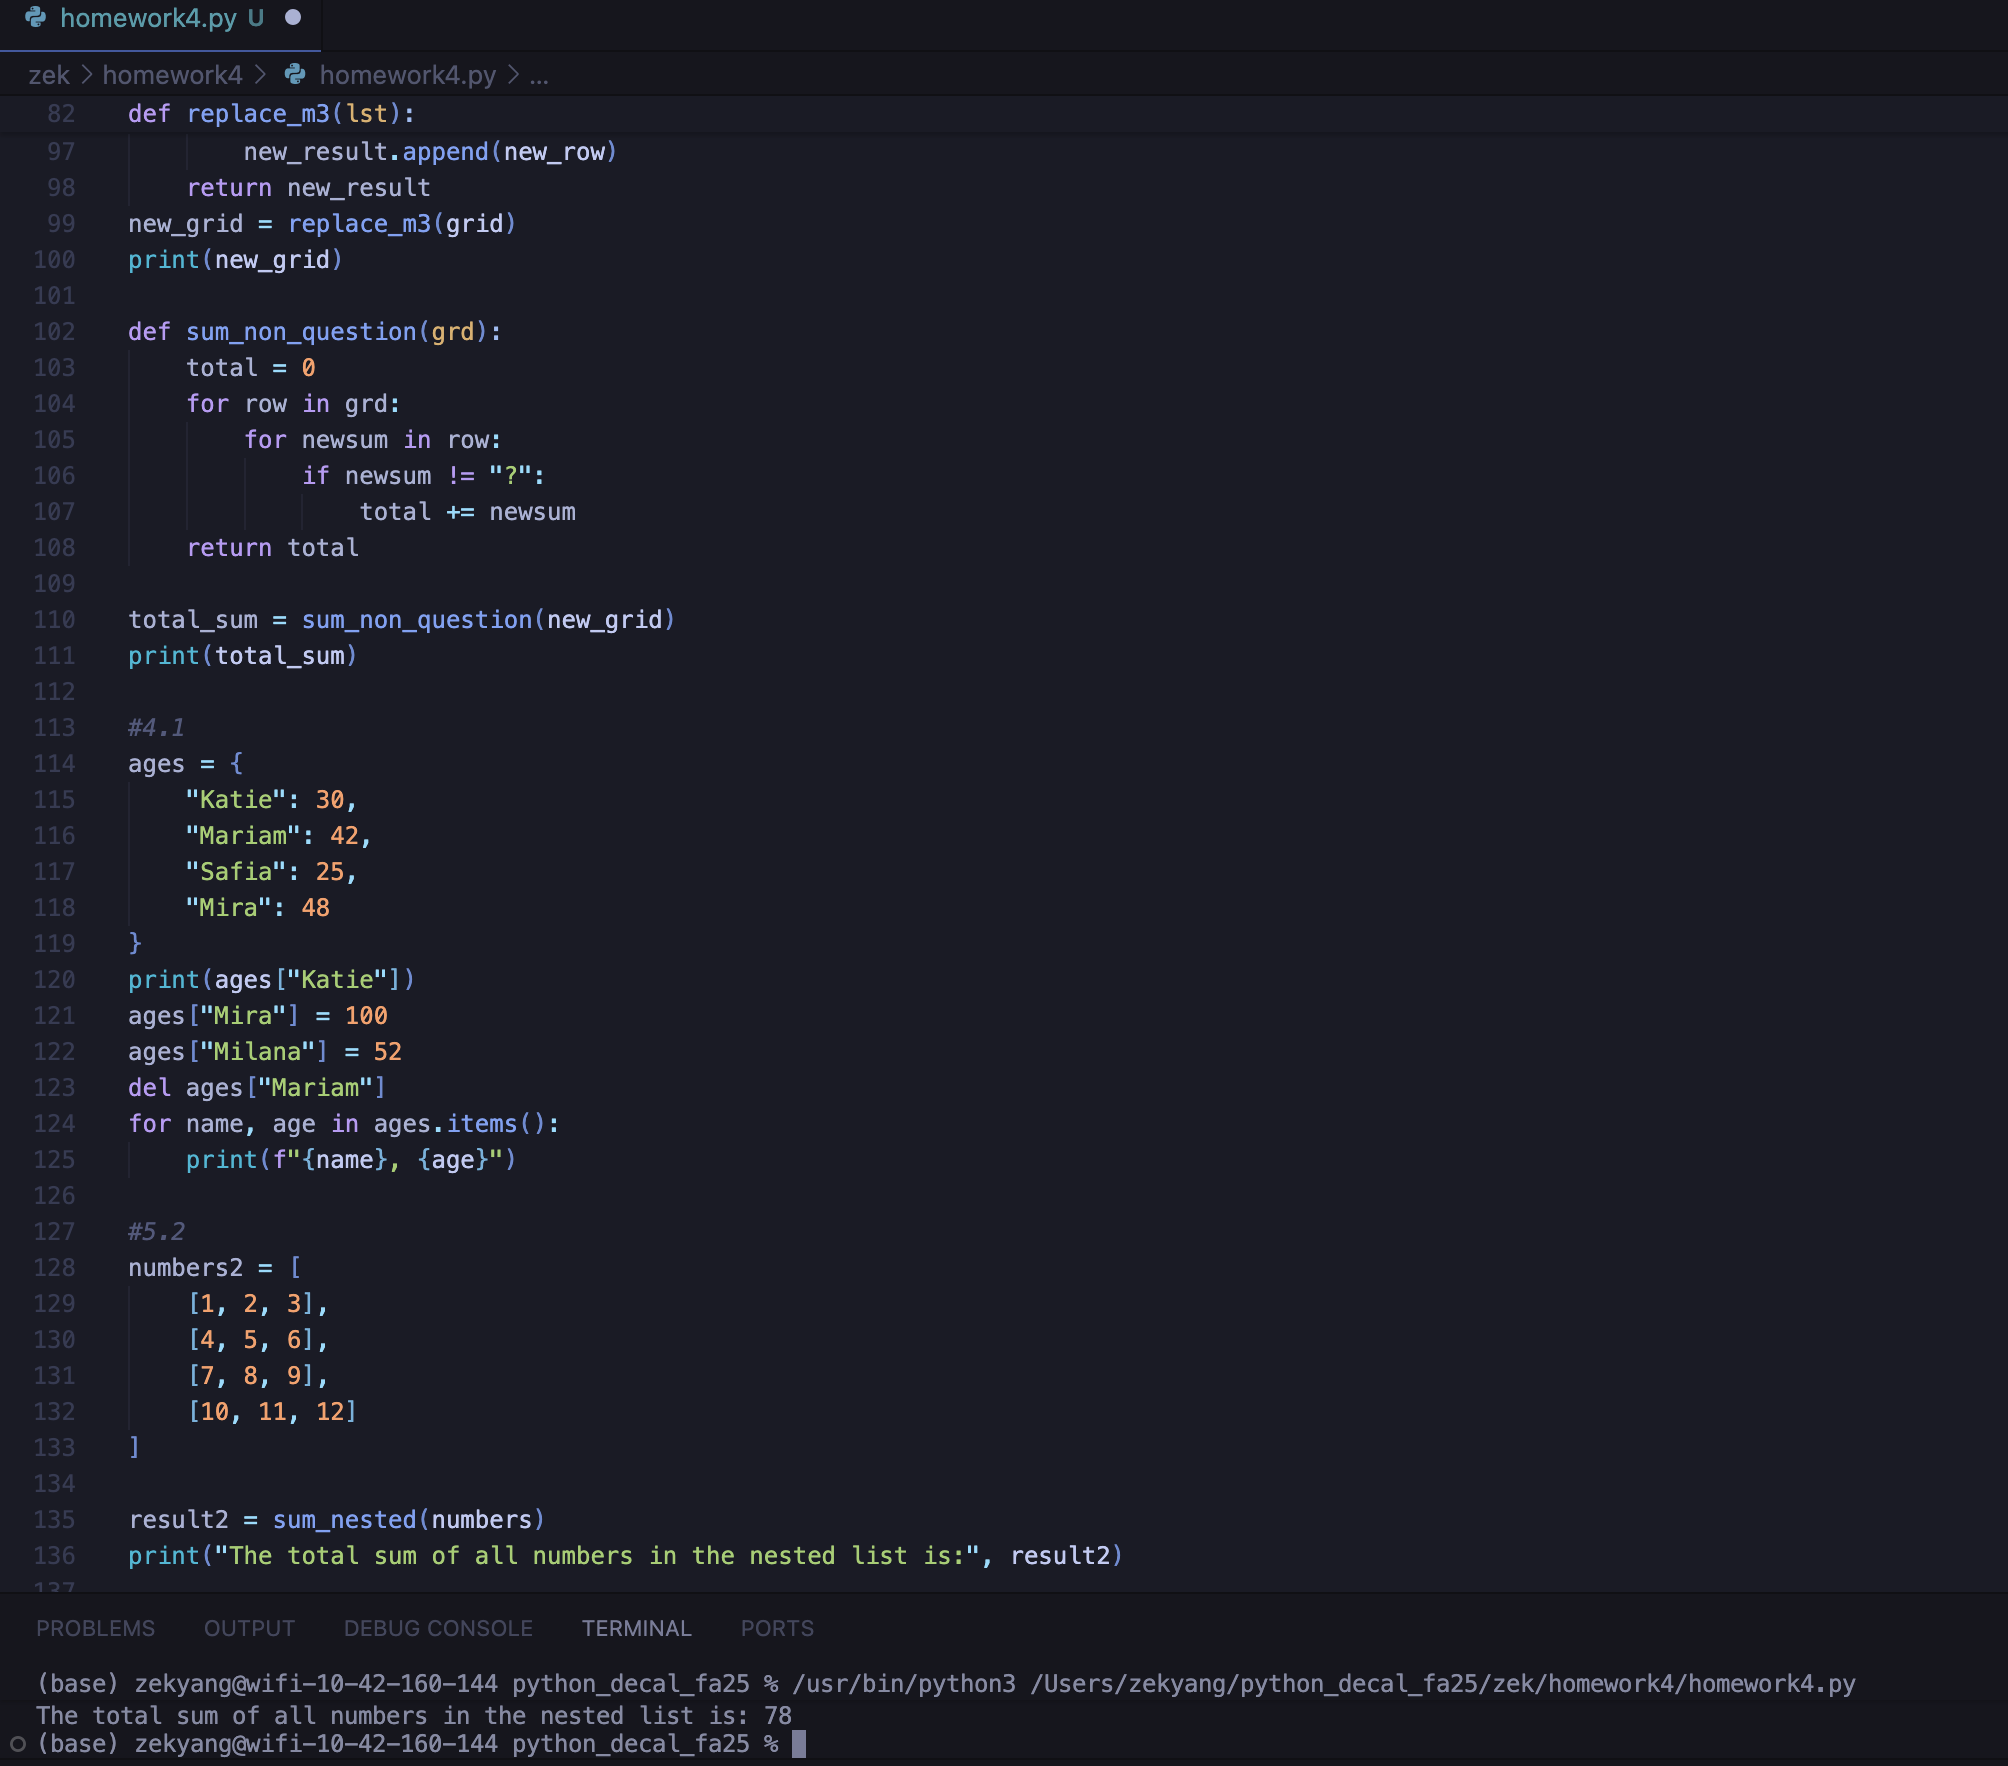 homework4.py U
zek > homework4 > homework4.py > ...
82 def replace_m3(lst):
97         new_result.append(new_row)
98     return new_result
99 new_grid = replace_m3(grid)
100 print(new_grid)
101
102 def sum_non_question(grd):
103     total = 0
104     for row in grd:
105         for newsum in row:
106             if newsum != "?":
107                 total += newsum
108     return total
109
110 total_sum = sum_non_question(new_grid)
111 print(total_sum)
112
113 #4.1
114 ages = {
115     "Katie": 30,
116     "Mariam": 42,
117     "Safia": 25,
118     "Mira": 48
119 }
120 print(ages["Katie"])
121 ages["Mira"] = 100
122 ages["Milana"] = 52
123 del ages["Mariam"]
124 for name, age in ages.items():
125     print(f"{name}, {age}")
126
127 #5.2
128 numbers2 = [
129     [1, 2, 3],
130     [4, 5, 6],
131     [7, 8, 9],
132     [10, 11, 12]
133 ]
134
135 result2 = sum_nested(numbers)
136 print("The total sum of all numbers in the nested list is:", result2)
137
PROBLEMS OUTPUT DEBUG CONSOLE TERMINAL PORTS
(base) zekyang@wifi-10-42-160-144 python_decal_fa25 % /usr/bin/python3 /Users/zekyang/python_decal_fa25/zek/homework4/homework4.py
The total sum of all numbers in the nested list is: 78
(base) zekyang@wifi-10-42-160-144 python_decal_fa25 %